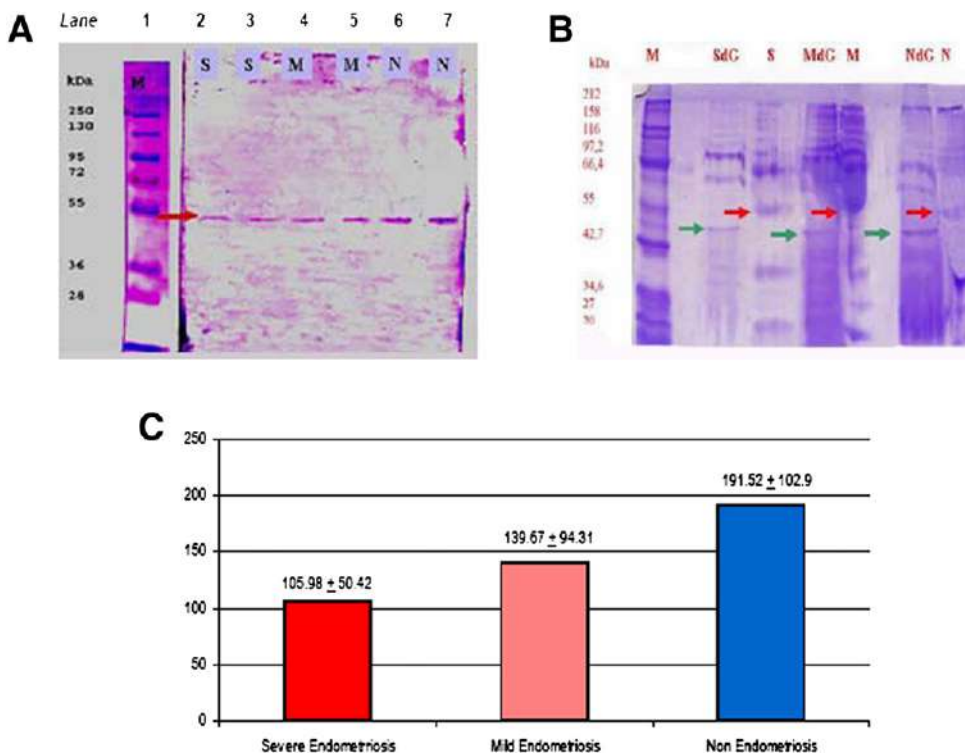 A
Lane 1 2 3 4 5 6 7
kDa M S S M M N N
250
130
95
72
55
36
28
B
M SdG S MdG M NdG N
kDa
212
158
116
97,2
66,4
55
42,7
34,6
27
20
C
250
200
150
100
50
0
105.98 ± 50.42
139.67 ± 94.31
191.52 ± 102.9
Severe Endometriosis Mild Endometriosis Non Endometriosis